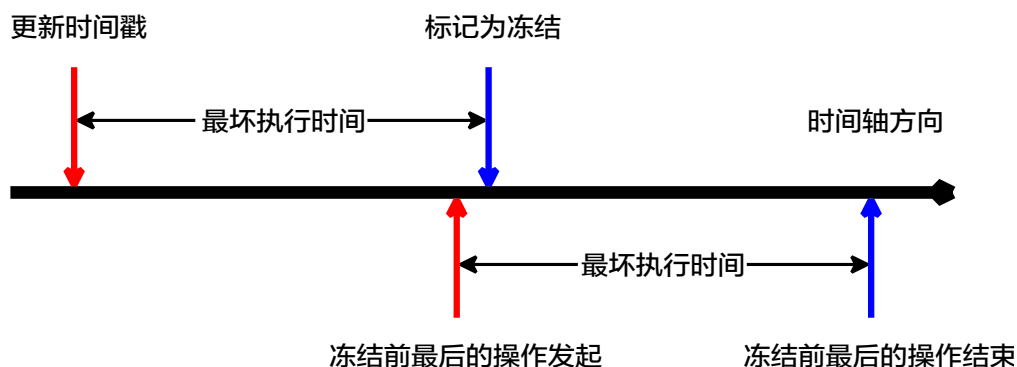 更新时间戳
标记为冻结
最坏执行时间
时间轴方向
最坏执行时间
冻结前最后的操作发起
冻结前最后的操作结束